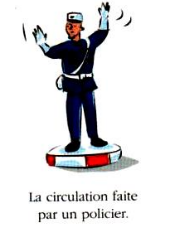 La circulation faite
par un policier.